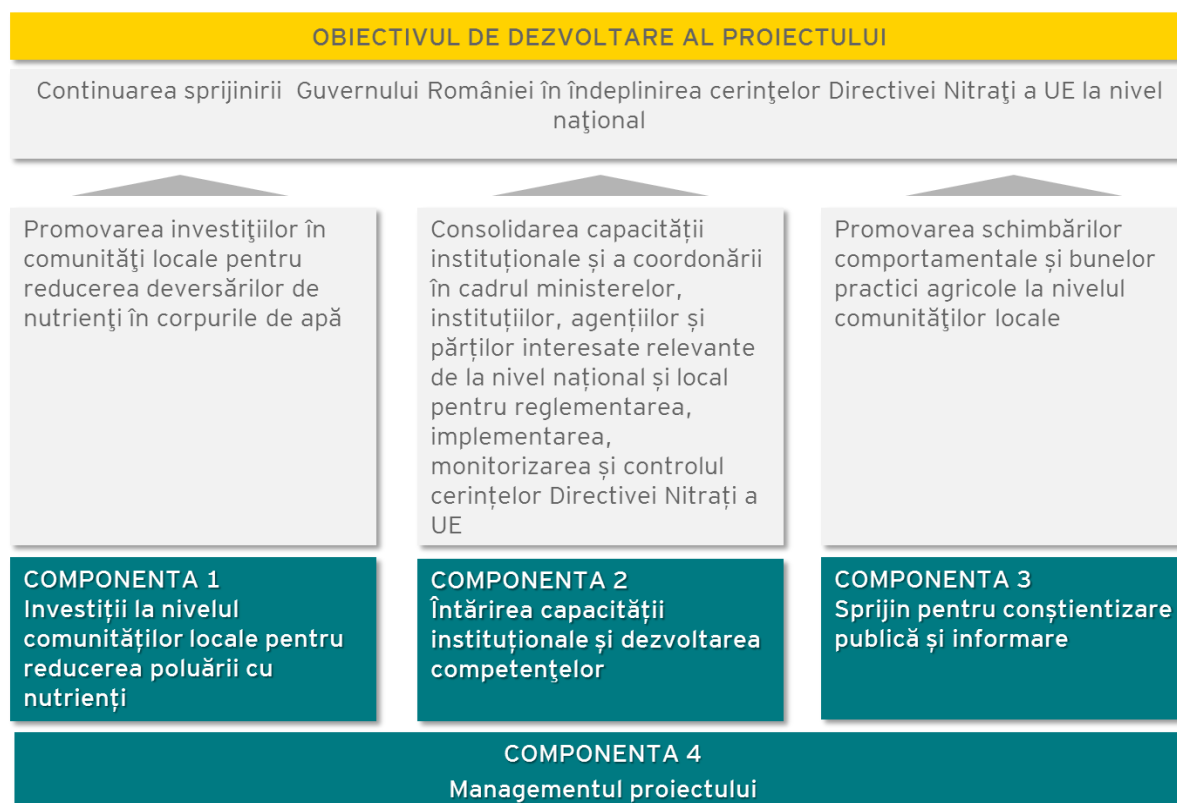 OBIECTIVUL DE DEZVOLTARE AL PROIECTULUI
Continuarea sprijinirii Guvernului României în îndeplinirea cerinţelor Directivei Nitraţi a UE la nivel
naţional
Promovarea investiţiilor în
comunităţi locale pentru
reducerea deversărilor de
nutrienţi în corpurile de apă
Consolidarea capacității
instituționale și a coordonării
în cadrul ministerelor,
instituțiilor, agențiilor și
părților interesate relevante
de la nivel național și local
pentru reglementarea,
implementarea,
monitorizarea și controlul
cerințelor Directivei Nitrați a
UE
Promovarea schimbărilor
comportamentale și bunelor
practici agricole la nivelul
comunităţilor locale
COMPONENTA 1
Investiții la nivelul
comunităților locale pentru
reducerea poluării cu
nutrienți
COMPONENTA 2
Întărirea capacității
instituționale și dezvoltarea
competenţelor
COMPONENTA 3
Sprijin pentru conștientizare
publică și informare
COMPONENTA 4
Managementul proiectului